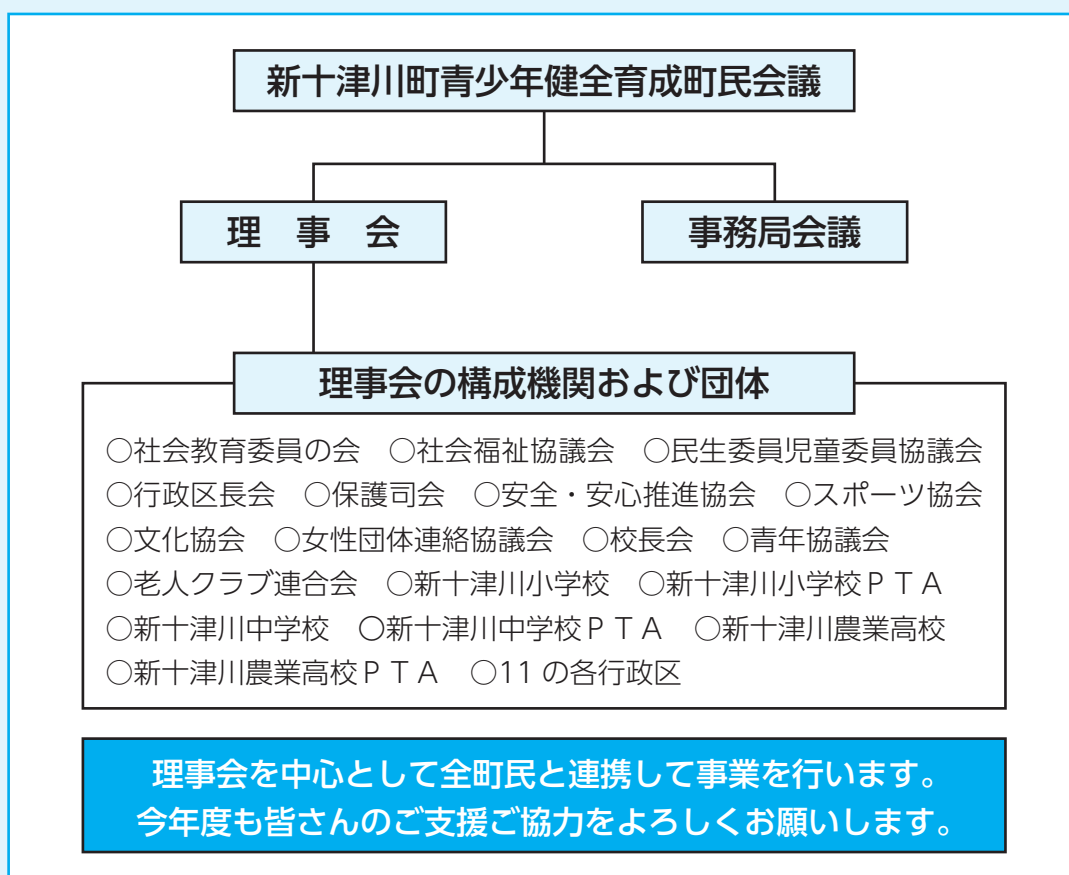 新十津川町青少年健全育成町民会議
理　事　会
事務局会議
理事会の構成機関および団体
○社会教育委員の会　○社会福祉協議会　○民生委員児童委員協議会
○行政区長会　○保護司会　○安全・安心推進協会　○スポーツ協会
○文化協会　○女性団体連絡協議会　○校長会　○青年協議会
○老人クラブ連合会　○新十津川小学校　○新十津川小学校ＰＴＡ
○新十津川中学校　○新十津川中学校ＰＴＡ　○新十津川農業高校
○新十津川農業高校ＰＴＡ　○11 の各行政区
理事会を中心として全町民と連携して事業を行います。
今年度も皆さんのご支援ご協力をよろしくお願いします。